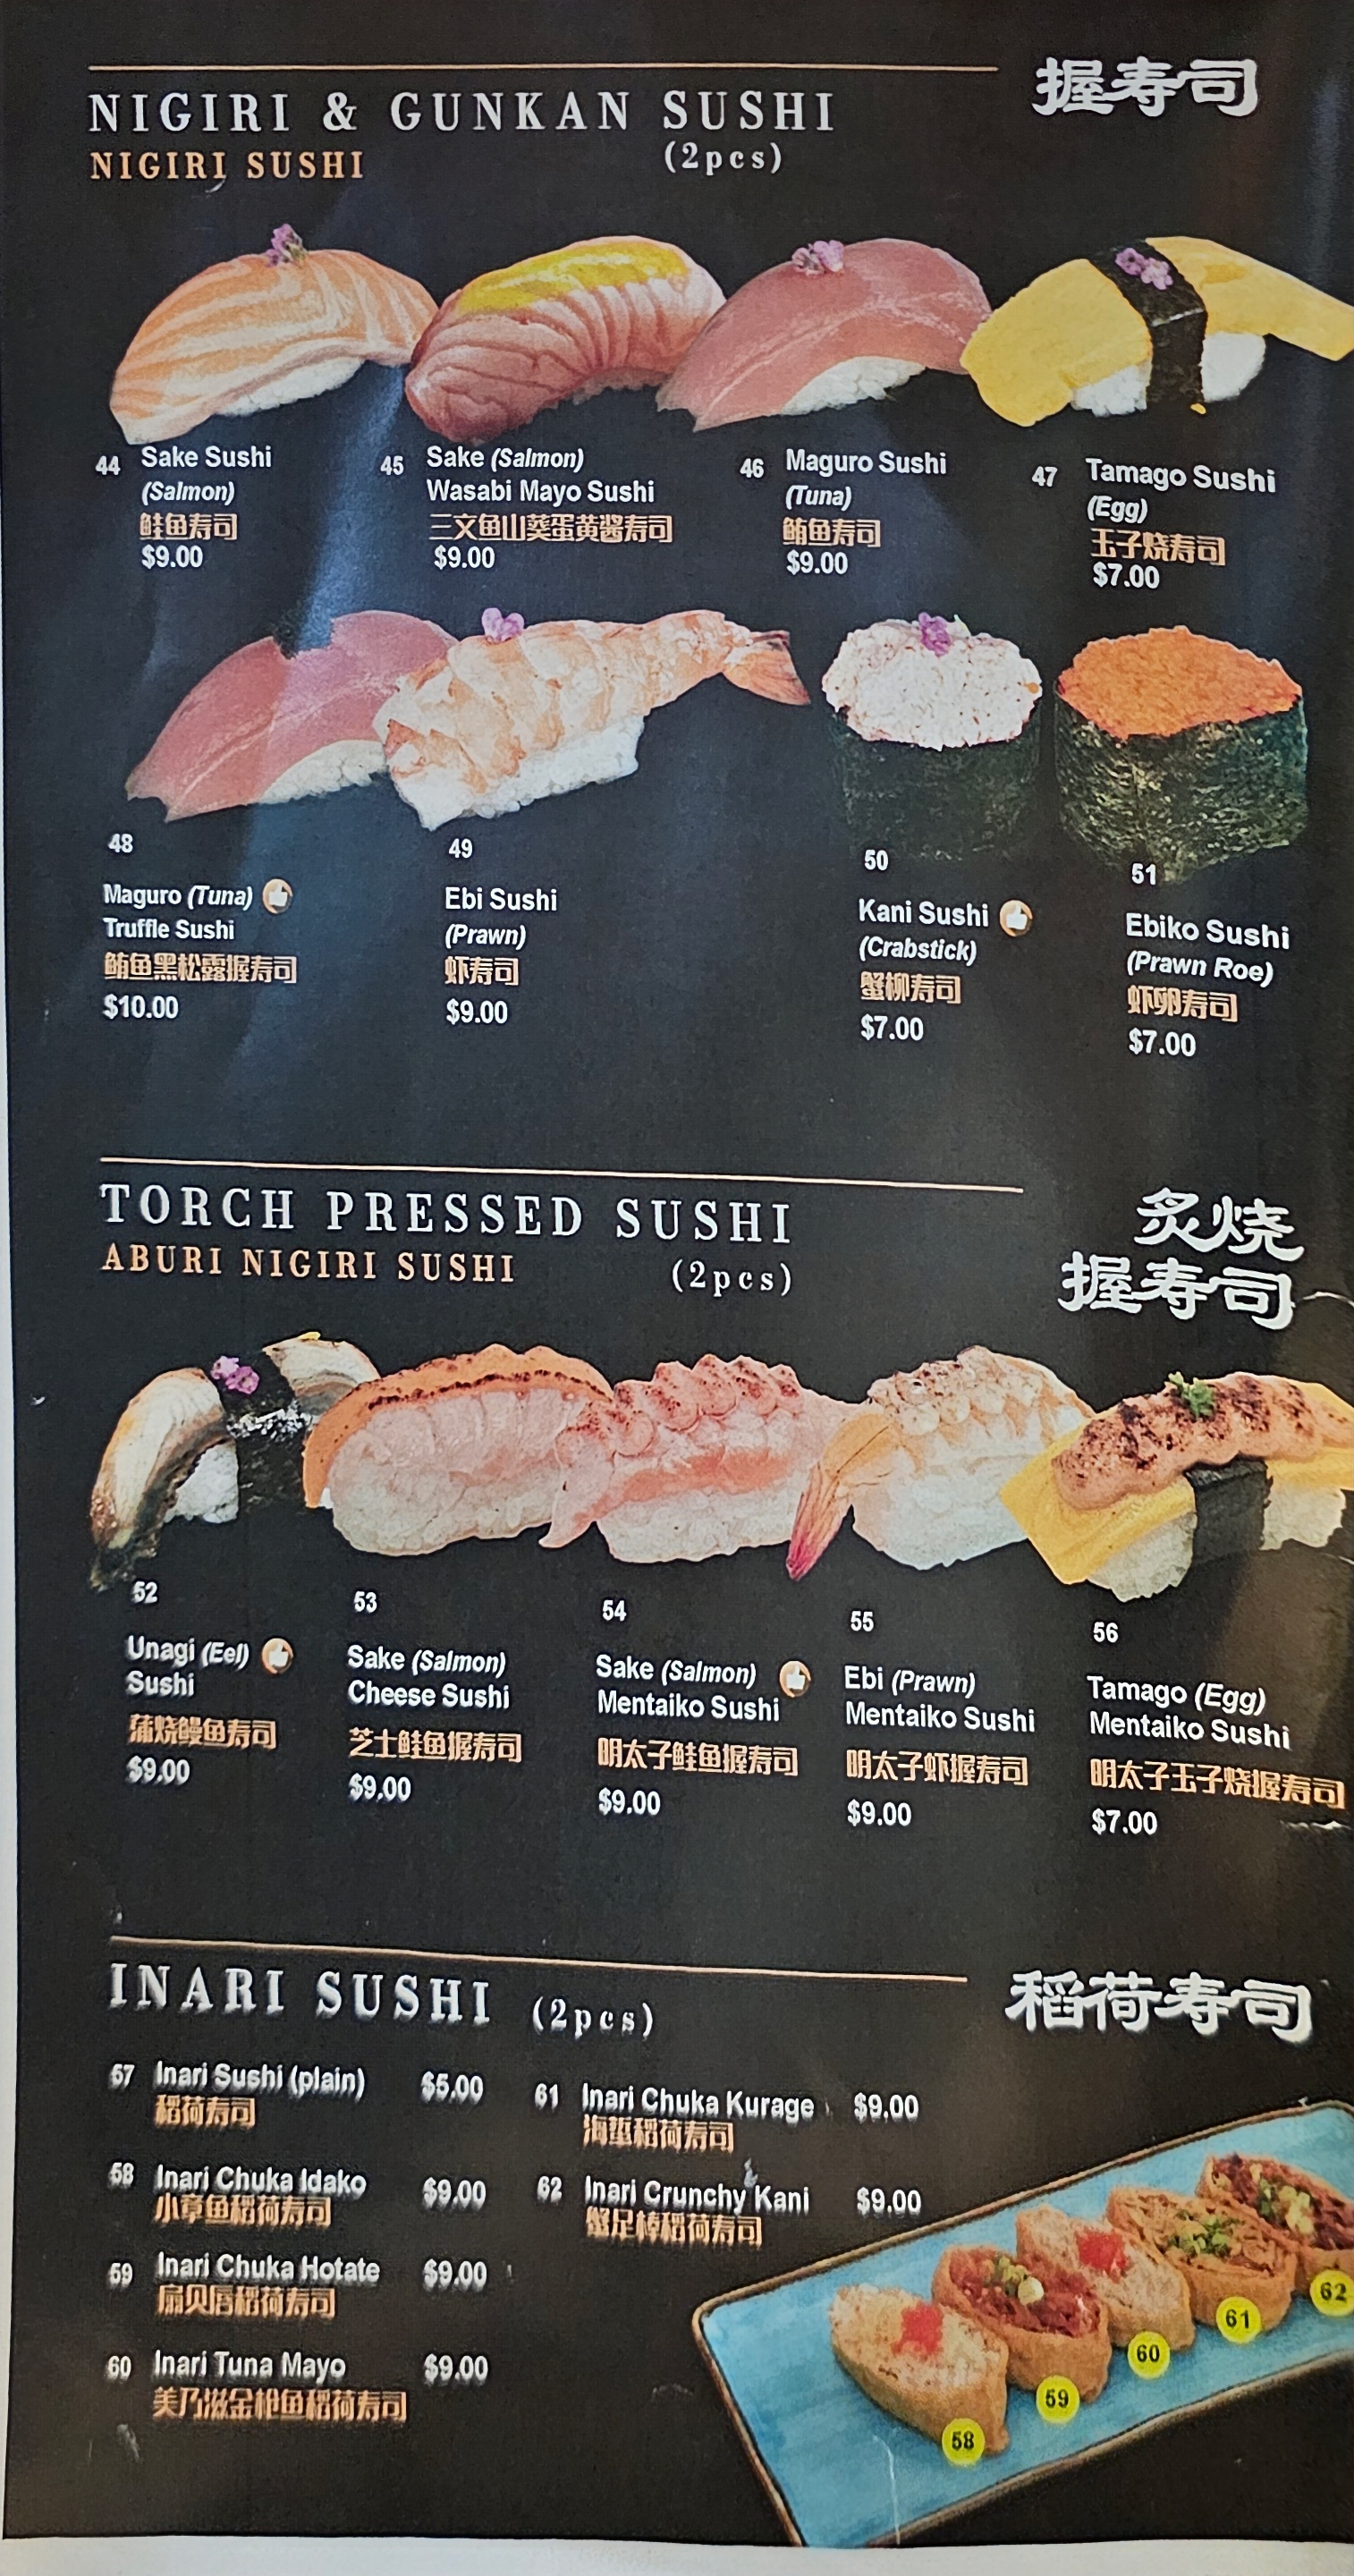 握寿司
NIGIRI & GUNKAN SUSHI
NIGIRI SUSHI (2pcs)
44 Sake Sushi
(Salmon)
鲑鱼寿司
$9.00
45 Sake (Salmon)
Wasabi Mayo Sushi
三文鱼山葵蛋黄酱寿司
$9.00
46 Maguro Sushi
(Tuna)
鲔鱼寿司
$9.00
47 Tamago Sushi
(Egg)
玉子烧寿司
$7.00
48
Maguro (Tuna)
Truffle Sushi
鲔鱼黑松露握寿司
$10.00
49
Ebi Sushi
(Prawn)
虾寿司
$9.00
50
Kani Sushi
(Crabstick)
蟹柳寿司
$7.00
51
Ebiko Sushi
(Prawn Roe)
虾卵寿司
$7.00
TORCH PRESSED SUSHI
ABURI NIGIRI SUSHI (2pcs)
炙烧
握寿司
52
Unagi (Eel)
Sushi
蒲烧鳗鱼寿司
$9.00
53
Sake (Salmon)
Cheese Sushi
芝士鲑鱼握寿司
$9.00
54
Sake (Salmon)
Mentaiko Sushi
明太子鲑鱼握寿司
$9.00
55
Ebi (Prawn)
Mentaiko Sushi
明太子虾握寿司
$9.00
56
Tamago (Egg)
Mentaiko Sushi
明太子玉子烧握寿司
$7.00
INARI SUSHI (2pcs)
稻荷寿司
57 Inari Sushi (plain) $5.00
稻荷寿司
58 Inari Chuka Idako $9.00
小章鱼稻荷寿司
59 Inari Chuka Hotate $9.00
扇贝唇稻荷寿司
60 Inari Tuna Mayo $9.00
美乃滋金枪鱼稻荷寿司
61 Inari Chuka Kurage $9.00
海蜇稻荷寿司
62 Inari Crunchy Kani $9.00
蟹足棒稻荷寿司
58
59
60
61
62